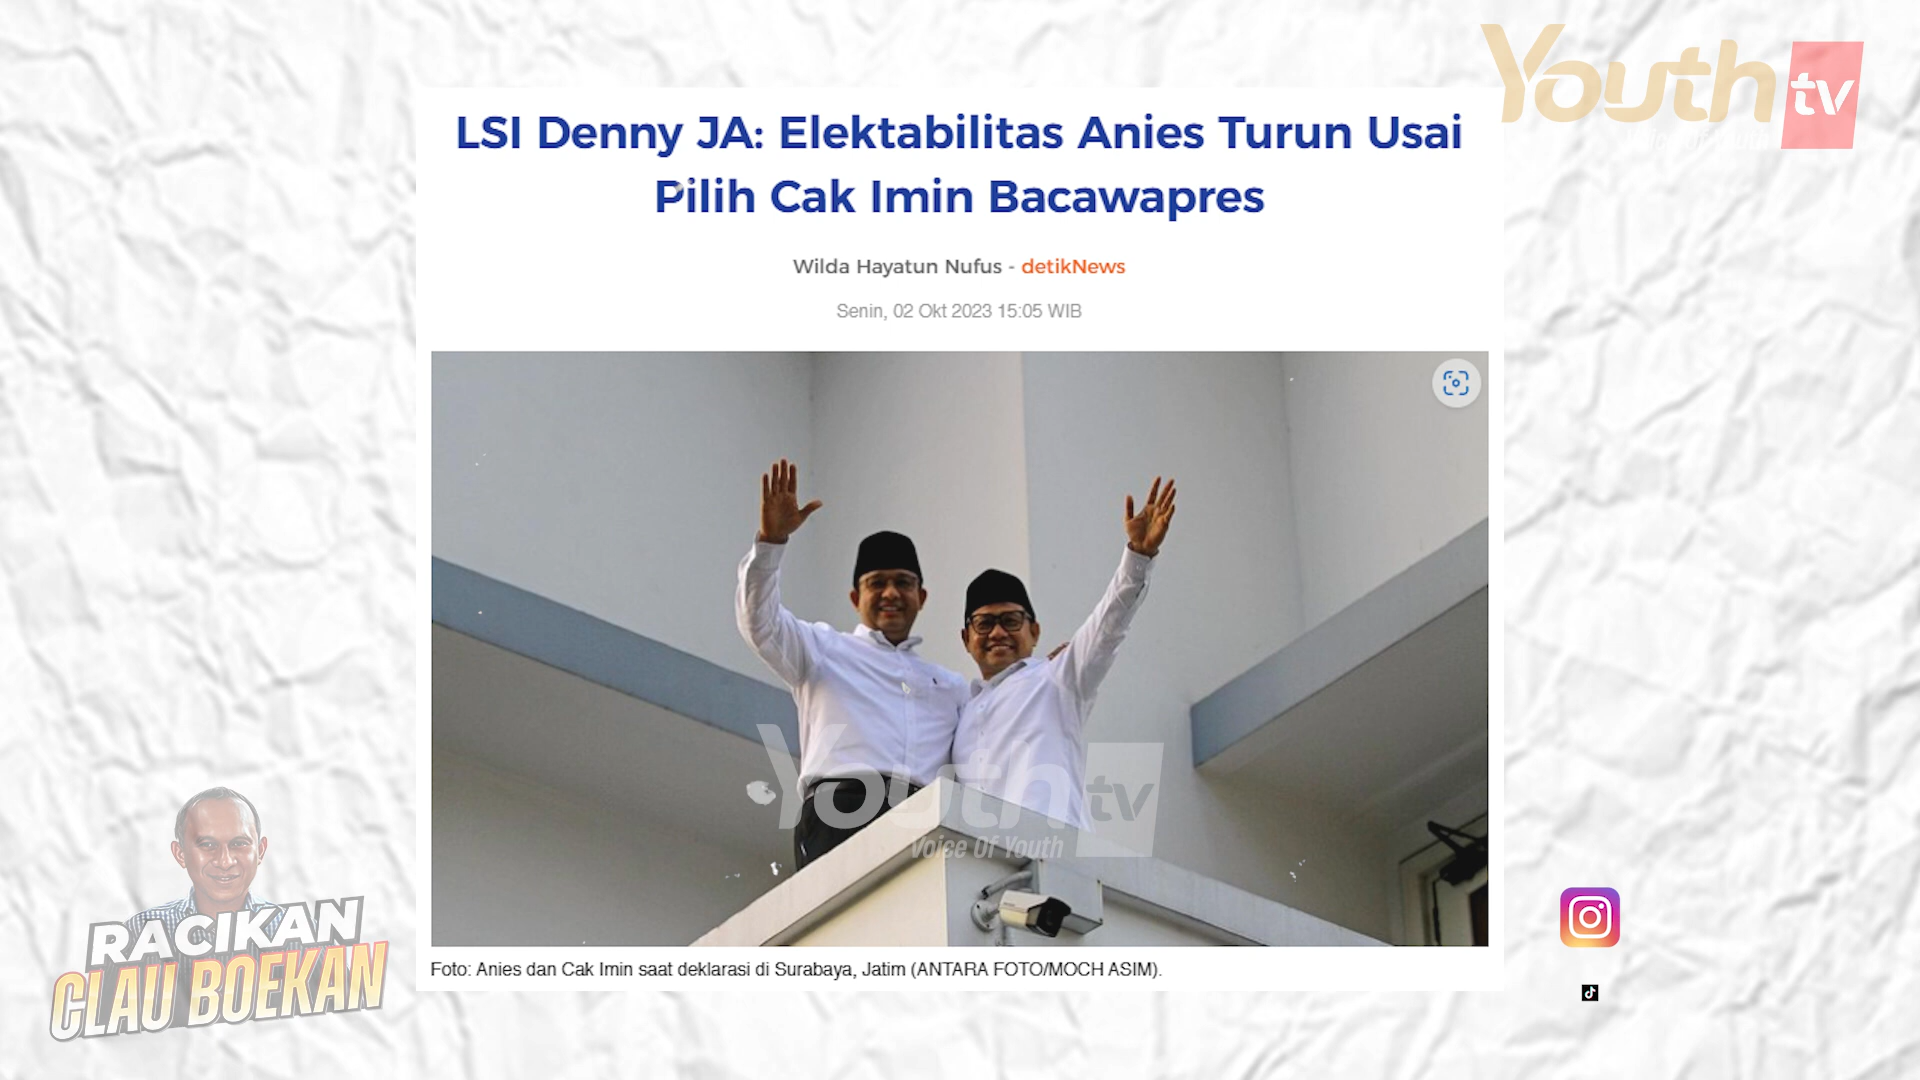 Youth tv
LSI Denny JA: Elektabilitas Anies Turun Usai
Pilih Cak Imin Bacawapres
Wilda Hayatun Nufus - detikNews
Senin, 02 Okt 2023 15:05 WIB
Youth tv
Voice Of Youth
RACIKAN
CLAU BOEKAN
Foto: Anies dan Cak Imin saat deklarasi di Surabaya, Jatim (ANTARA FOTO/MOCH ASIM).